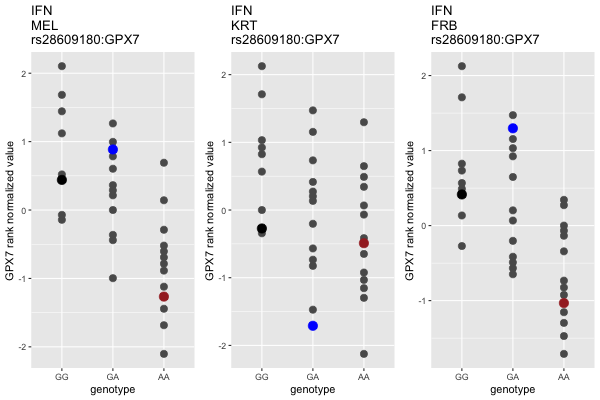 IFN
MEL
rs28609180:GPX7
GPX7 rank normalized value
2
1
0
-1
-2
GG GA AA
genotype
IFN
KRT
rs28609180:GPX7
GPX7 rank normalized value
2
1
0
-1
-2
GG GA AA
genotype
IFN
FRB
rs28609180:GPX7
GPX7 rank normalized value
2
1
0
-1
GG GA AA
genotype